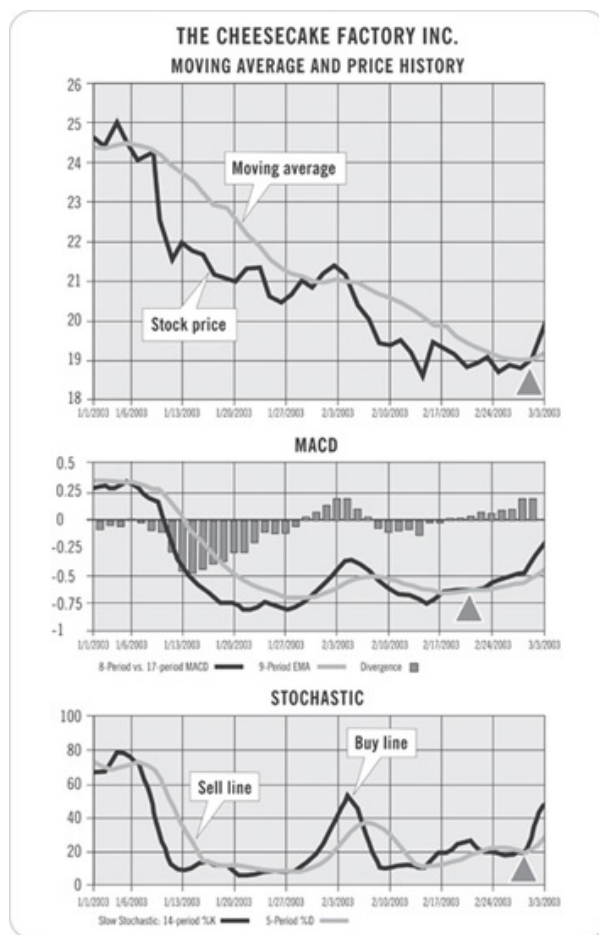 THE CHEESECAKE FACTORY INC.
MOVING AVERAGE AND PRICE HISTORY
26
25
24
23
22
21
20
19
18
Moving average
Stock price
1/1/2003 1/6/2003 1/13/2003 1/20/2003 1/27/2003 2/3/2003 2/10/2003 2/17/2003 2/24/2003 3/3/2003
MACD
0.5
0.25
0
-0.25
-0.5
-0.75
-1
1/1/2003 1/6/2003 1/13/2003 1/20/2003 1/27/2003 2/3/2003 2/10/2003 2/17/2003 2/24/2003 3/3/2003
8-Period vs. 17-period MACD 9-Period EMA Divergence
STOCHASTIC
100
80
60
40
20
0
Buy line
Sell line
1/1/2003 1/6/2003 1/13/2003 1/20/2003 1/27/2003 2/3/2003 2/10/2003 2/17/2003 2/24/2003 3/3/2003
Slow Stochastic: 14-period %K 5-Period %D